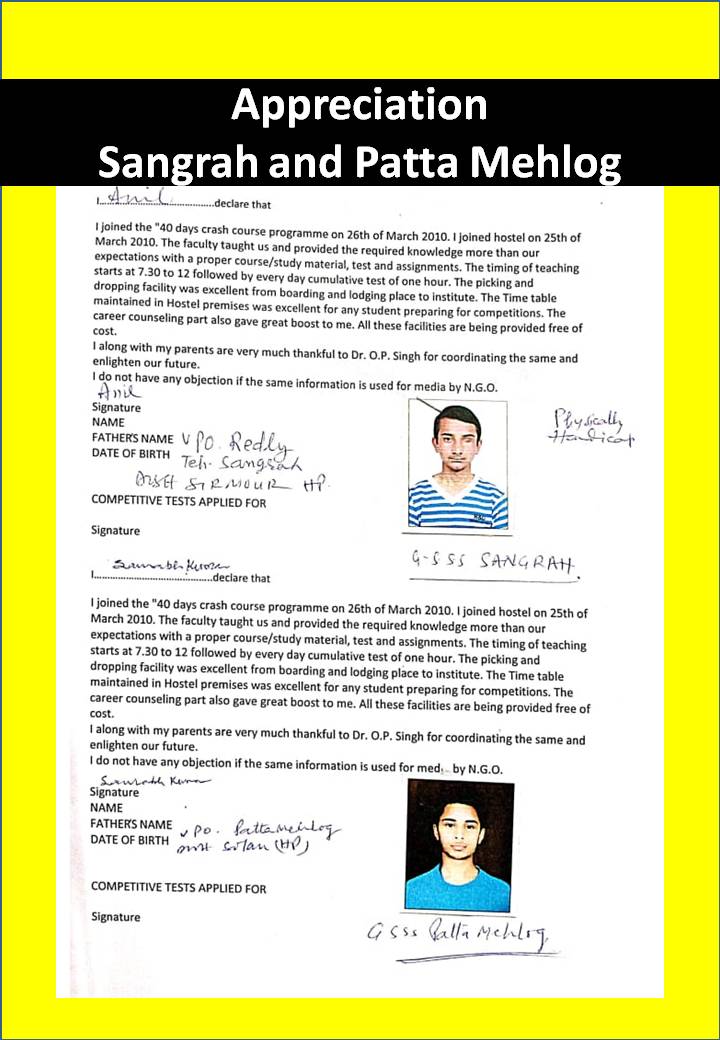 Appreciation
Sangrah and Patta Mehlog
I....Anil....declare that
I joined the "40 days crash course programme on 26th of March 2010. I joined hostel on 25th of
March 2010. The faculty taught us and provided the required knowledge more than our
expectations with a proper course/study material, test and assignments. The timing of teaching
starts at 7.30 to 12 followed by every day cumulative test of one hour. The picking and
dropping facility was excellent from boarding and lodging place to institute. The Time table
maintained in Hostel premises was excellent for any student preparing for competitions. The
career counseling part also gave great boost to me. All these facilities are being provided free of
cost.
I along with my parents are very much thankful to Dr. O.P. Singh for coordinating the same and
enlighten our future.
I do not have any objection if the same information is used for media by N.G.O.
Anil
Signature
NAME
FATHER'S NAME V PO. Redly
DATE OF BIRTH Teh. Sangrah
Distt SIRMOUR HP.
Physically
Handicap
COMPETITIVE TESTS APPLIED FOR
Signature
G-SSS SANGRAH.
I....Saurabh Kumar....declare that
I joined the "40 days crash course programme on 26th of March 2010. I joined hostel on 25th of
March 2010. The faculty taught us and provided the required knowledge more than our
expectations with a proper course/study material, test and assignments. The timing of teaching
starts at 7.30 to 12 followed by every day cumulative test of one hour. The picking and
dropping facility was excellent from boarding and lodging place to institute. The Time table
maintained in Hostel premises was excellent for any student preparing for competitions. The
career counseling part also gave great boost to me. All these facilities are being provided free of
cost.
I along with my parents are very much thankful to Dr. O.P. Singh for coordinating the same and
enlighten our future.
I do not have any objection if the same information is used for med by N.G.O.
Saurabh Kumar
Signature
NAME
FATHER'S NAME V PO. Patta Mehlog
DATE OF BIRTH Distt Solan (HP)
COMPETITIVE TESTS APPLIED FOR
Signature
G SSS Patta Mehlog